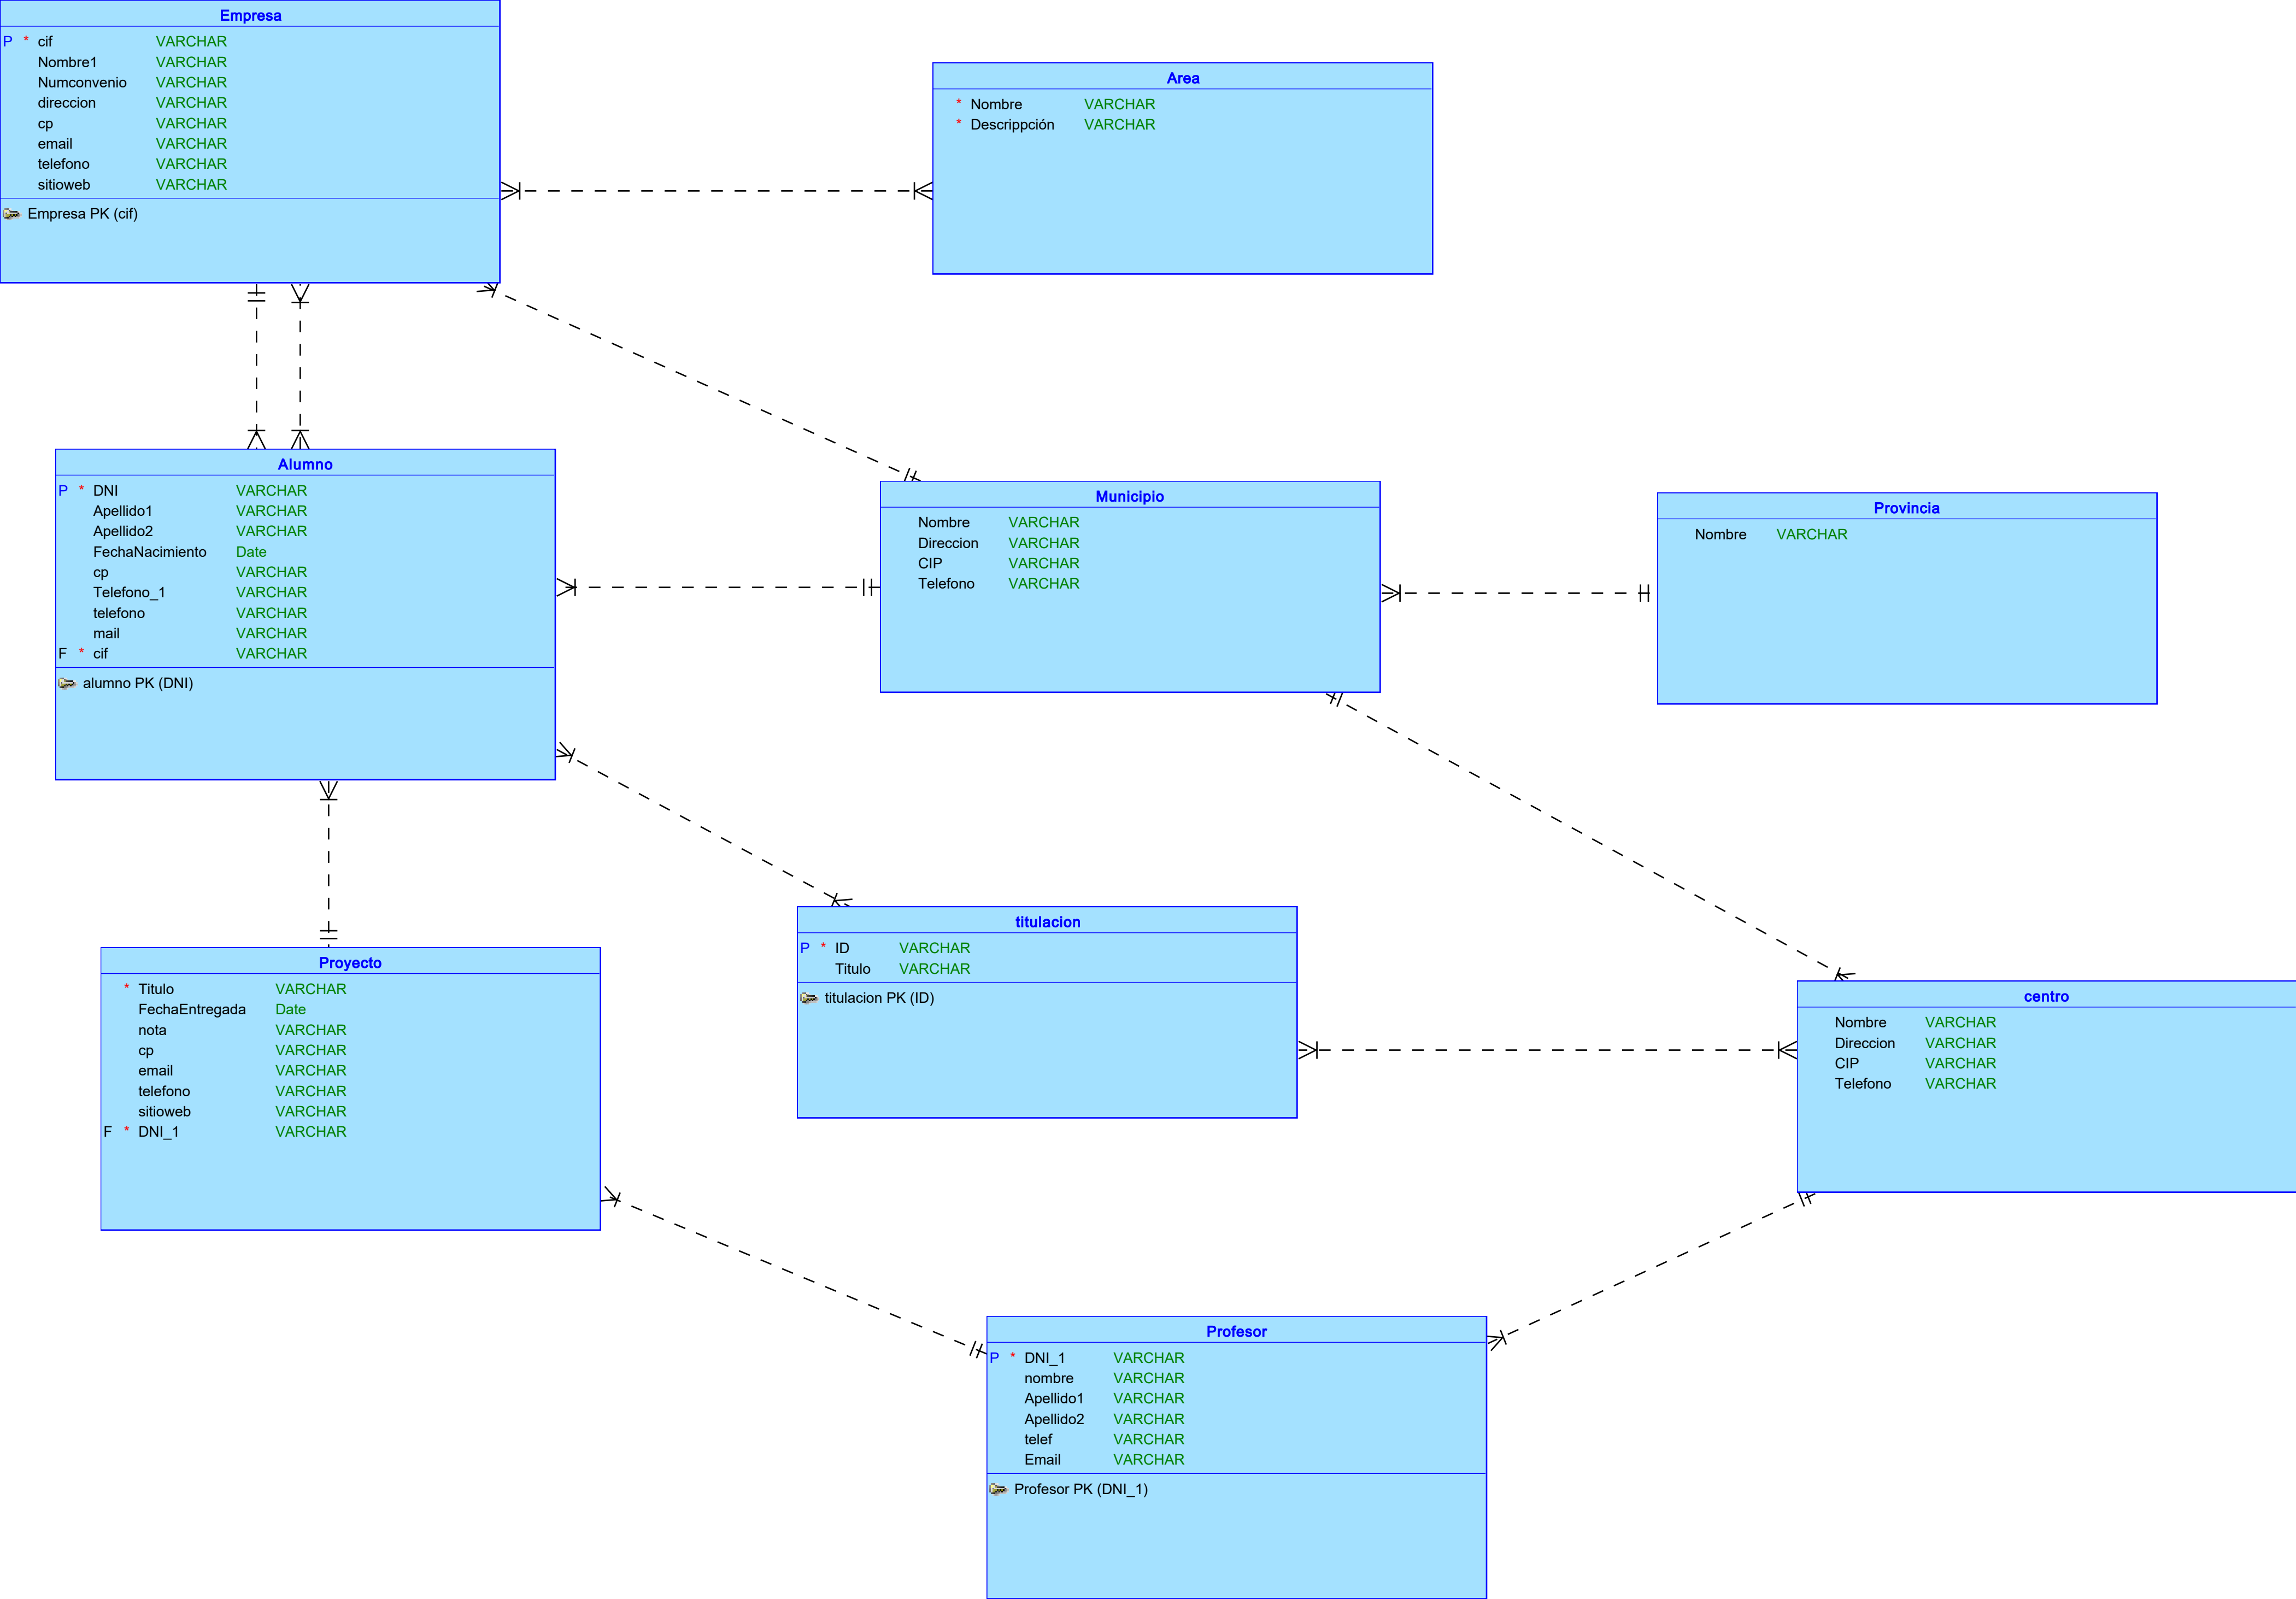 Empresa
P * cif VARCHAR
Nombre1 VARCHAR
Numconvenio VARCHAR
direccion VARCHAR
cp VARCHAR
email VARCHAR
telefono VARCHAR
sitioweb VARCHAR
Empresa PK (cif)
Area
* Nombre VARCHAR
* Descrippción VARCHAR
Alumno
P * DNI VARCHAR
Apellido1 VARCHAR
Apellido2 VARCHAR
FechaNacimiento Date
cp VARCHAR
Telefono_1 VARCHAR
telefono VARCHAR
mail VARCHAR
F * cif VARCHAR
alumno PK (DNI)
Municipio
Nombre VARCHAR
Direccion VARCHAR
CIP VARCHAR
Telefono VARCHAR
Provincia
Nombre VARCHAR
Proyecto
* Titulo VARCHAR
FechaEntregada Date
nota VARCHAR
cp VARCHAR
email VARCHAR
telefono VARCHAR
sitioweb VARCHAR
F * DNI_1 VARCHAR
titulacion
P * ID VARCHAR
Titulo VARCHAR
titulacion PK (ID)
centro
Nombre VARCHAR
Direccion VARCHAR
CIP VARCHAR
Telefono VARCHAR
Profesor
P * DNI_1 VARCHAR
nombre VARCHAR
Apellido1 VARCHAR
Apellido2 VARCHAR
telef VARCHAR
Email VARCHAR
Profesor PK (DNI_1)